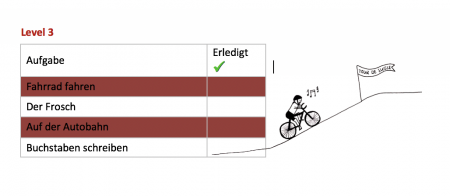 Level 3
Aufgabe
Erledigt
Fahrrad fahren
Der Frosch
Auf der Autobahn
Buchstaben schreiben